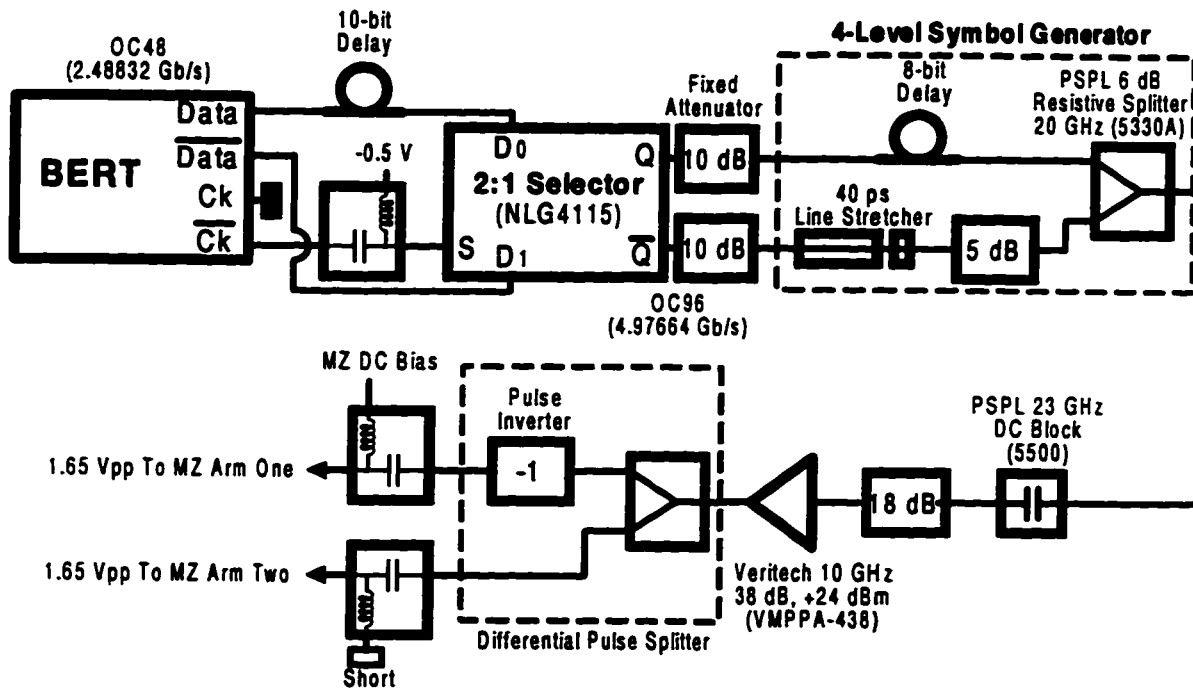 OC48
(2.48832 Gb/s)
10-bit
Delay
BERT
Data
Data
Ck
Ck
-0.5 V
D0
Q
2:1 Selector
(NLG4115)
S
D1
Q
Fixed
Attenuator
10 dB
10 dB
OC96
(4.97664 Gb/s)
4-Level Symbol Generator
8-bit
Delay
PSPL 6 dB
Resistive Splitter
20 GHz (5330A)
40 ps
Line Stretcher
5 dB
MZ DC Bias
1.65 Vpp To MZ Arm One
Pulse
Inverter
-1
PSPL 23 GHz
DC Block
(5500)
18 dB
1.65 Vpp To MZ Arm Two
Veritech 10 GHz
38 dB, +24 dBm
(VMPPA-438)
Differential Pulse Splitter
Short